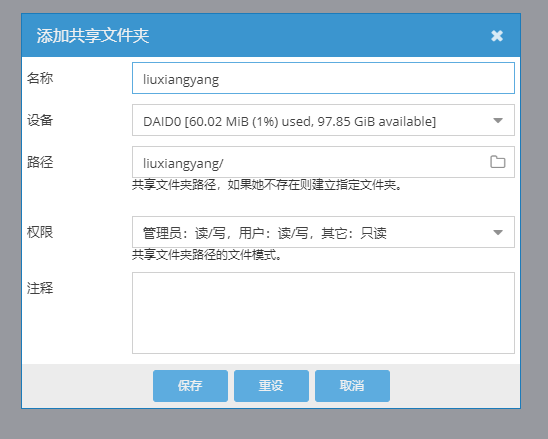 添加共享文件夹
名称
liuxiangyang
设备
DAID0 [60.02 MiB (1%) used, 97.85 GiB available]
路径
liuxiangyang/
共享文件夹路径，如果她不存在则建立指定文件夹。
权限
管理员：读/写，用户：读/写，其它：只读
共享文件夹路径的文件模式。
注释
保存
重设
取消